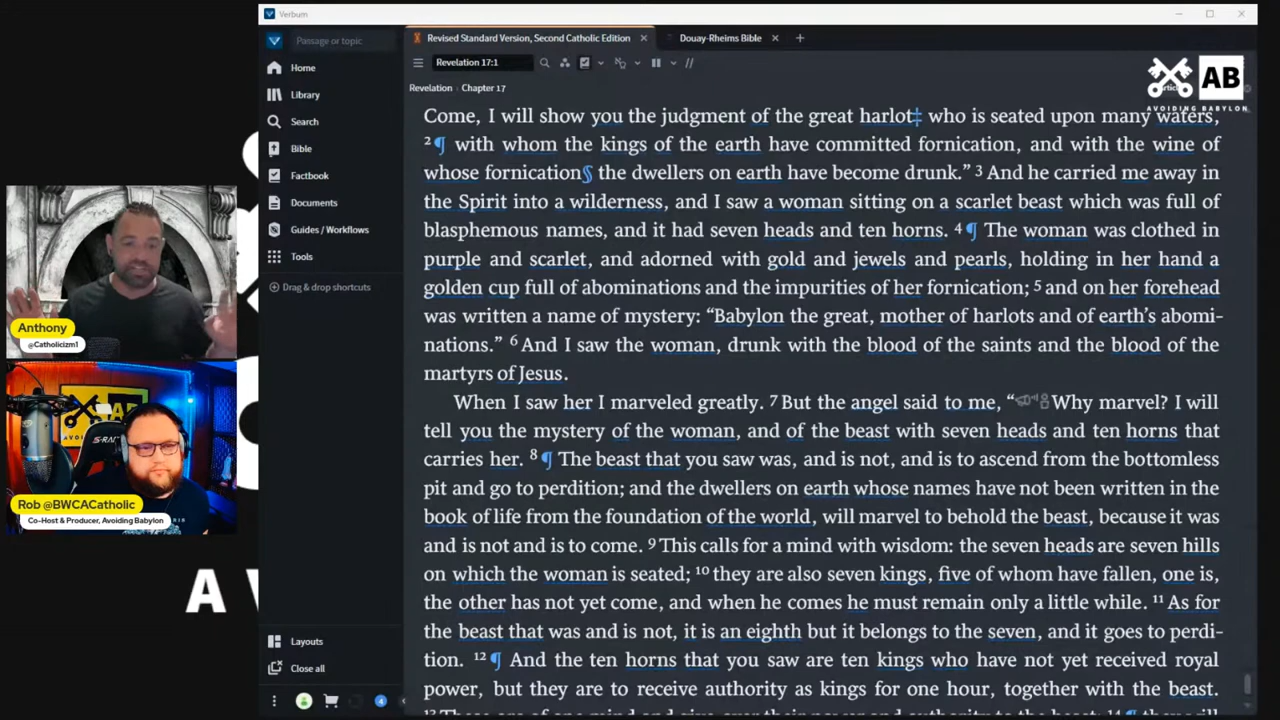 Verbum
Passage or topic
Home
Library
Search
Bible
Factbook
Documents
Guides / Workflows
Tools
Drag & drop shortcuts
Layouts
Close all
4
Revised Standard Version, Second Catholic Edition
Douay-Rheims Bible
Revelation 17:1
Revelation › Chapter 17
AB
AVOIDING BABYLON
Come, I will show you the judgment of the great harlot‡ who is seated upon many waters,
2 ¶ with whom the kings of the earth have committed fornication, and with the wine of
whose fornication§ the dwellers on earth have become drunk.” 3 And he carried me away in
the Spirit into a wilderness, and I saw a woman sitting on a scarlet beast which was full of
blasphemous names, and it had seven heads and ten horns. 4 ¶ The woman was clothed in
purple and scarlet, and adorned with gold and jewels and pearls, holding in her hand a
golden cup full of abominations and the impurities of her fornication; 5 and on her forehead
was written a name of mystery: “Babylon the great, mother of harlots and of earth’s abomi-
nations.” 6 And I saw the woman, drunk with the blood of the saints and the blood of the
martyrs of Jesus.
When I saw her I marveled greatly. 7 But the angel said to me, “Why marvel? I will
tell you the mystery of the woman, and of the beast with seven heads and ten horns that
carries her. 8 ¶ The beast that you saw was, and is not, and is to ascend from the bottomless
pit and go to perdition; and the dwellers on earth whose names have not been written in the
book of life from the foundation of the world, will marvel to behold the beast, because it was
and is not and is to come. 9 This calls for a mind with wisdom: the seven heads are seven hills
on which the woman is seated; 10 they are also seven kings, five of whom have fallen, one is,
the other has not yet come, and when he comes he must remain only a little while. 11 As for
the beast that was and is not, it is an eighth but it belongs to the seven, and it goes to perdi-
tion. 12 ¶ And the ten horns that you saw are ten kings who have not yet received royal
power, but they are to receive authority as kings for one hour, together with the beast.
Anthony
@Catholicizm1
AB
Rob @BWCACatholic
Co-Host & Producer, Avoiding Babylon
A V